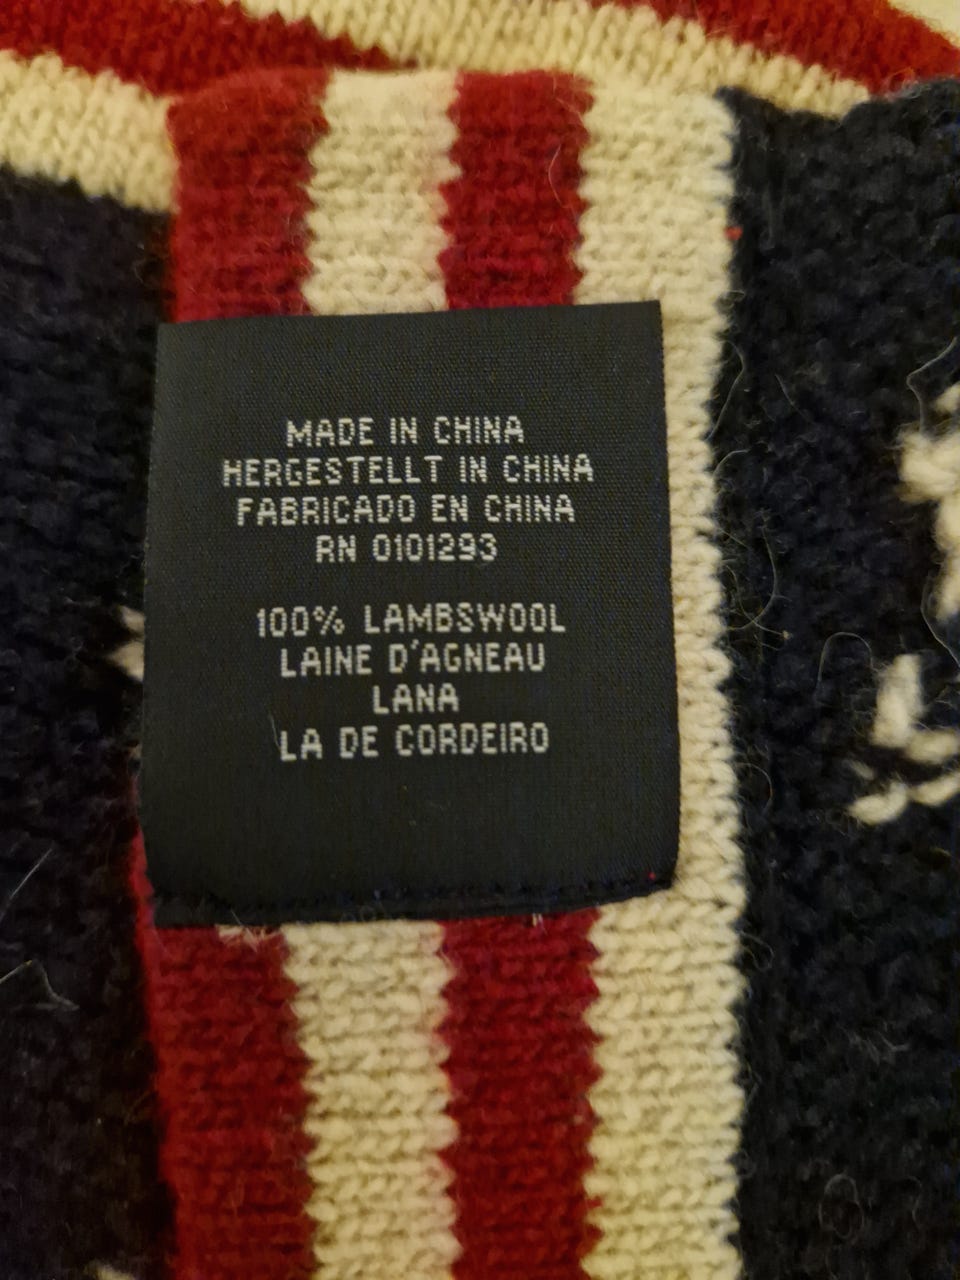 MADE IN CHINA
HERGESTELLT IN CHINA
FABRICADO EN CHINA
RN 0101293
100% LAMBSWOOL
LAINE D'AGNEAU
LANA
LA DE CORDEIRO